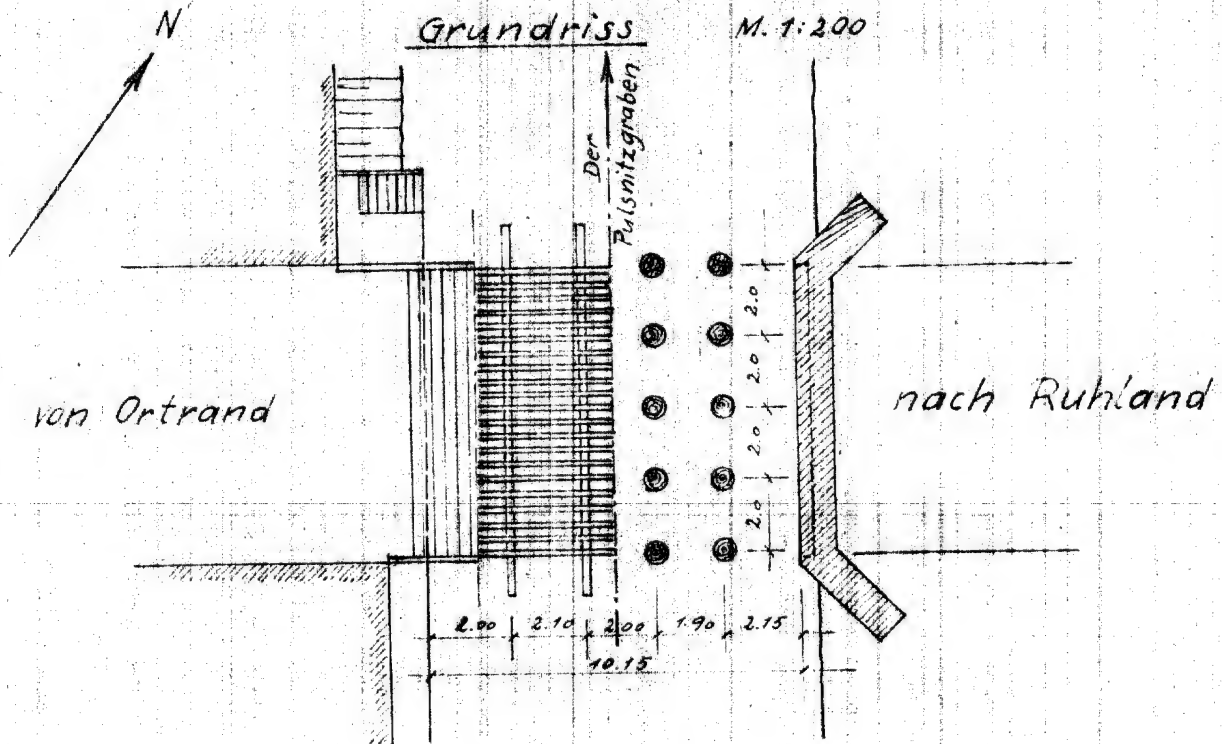 N
Grundriss M. 1:200
Der
Pulsnitzgraben
2.0
2.0
2.0
2.0
von Ortrand
nach Ruhland
2.00 2.10 2.00 1.90 2.15
10.15